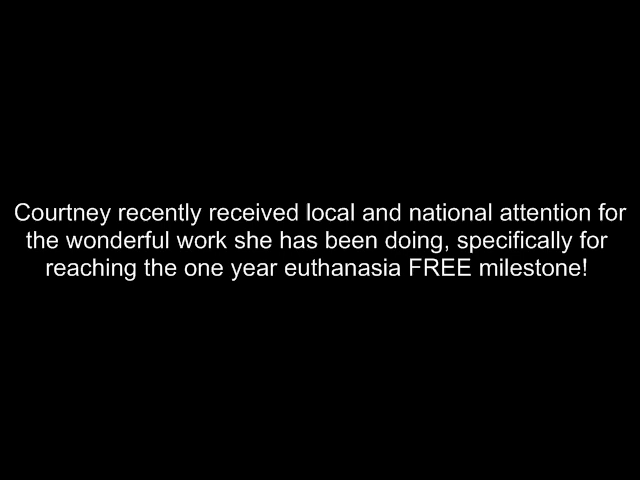 Courtney recently received local and national attention for
the wonderful work she has been doing, specifically for
reaching the one year euthanasia FREE milestone!